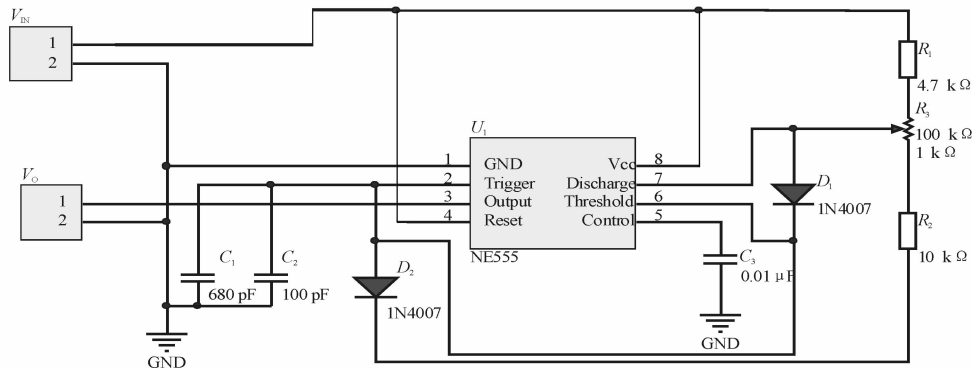 VIN
1
2
R1
4.7 kΩ
R3
100 kΩ
1 kΩ
U1
1 GND Vcc 8
2 Trigger Discharge 7
3 Output Threshold 6
4 Reset Control 5
NE555
VO
1
2
D1
1N4007
R2
10 kΩ
C1
680 pF
C2
100 pF
D2
1N4007
C3
0.01 μF
GND
GND